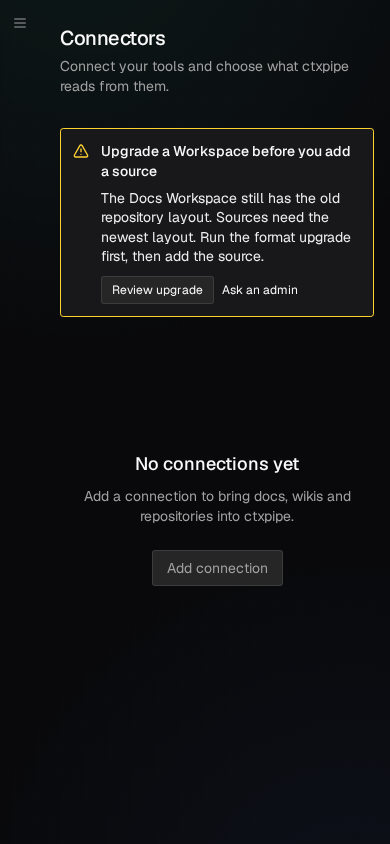 Connectors
Connect your tools and choose what ctxpipe
reads from them.
Upgrade a Workspace before you add
a source
The Docs Workspace still has the old
repository layout. Sources need the
newest layout. Run the format upgrade
first, then add the source.
Review upgrade Ask an admin
No connections yet
Add a connection to bring docs, wikis and
repositories into ctxpipe.
Add connection